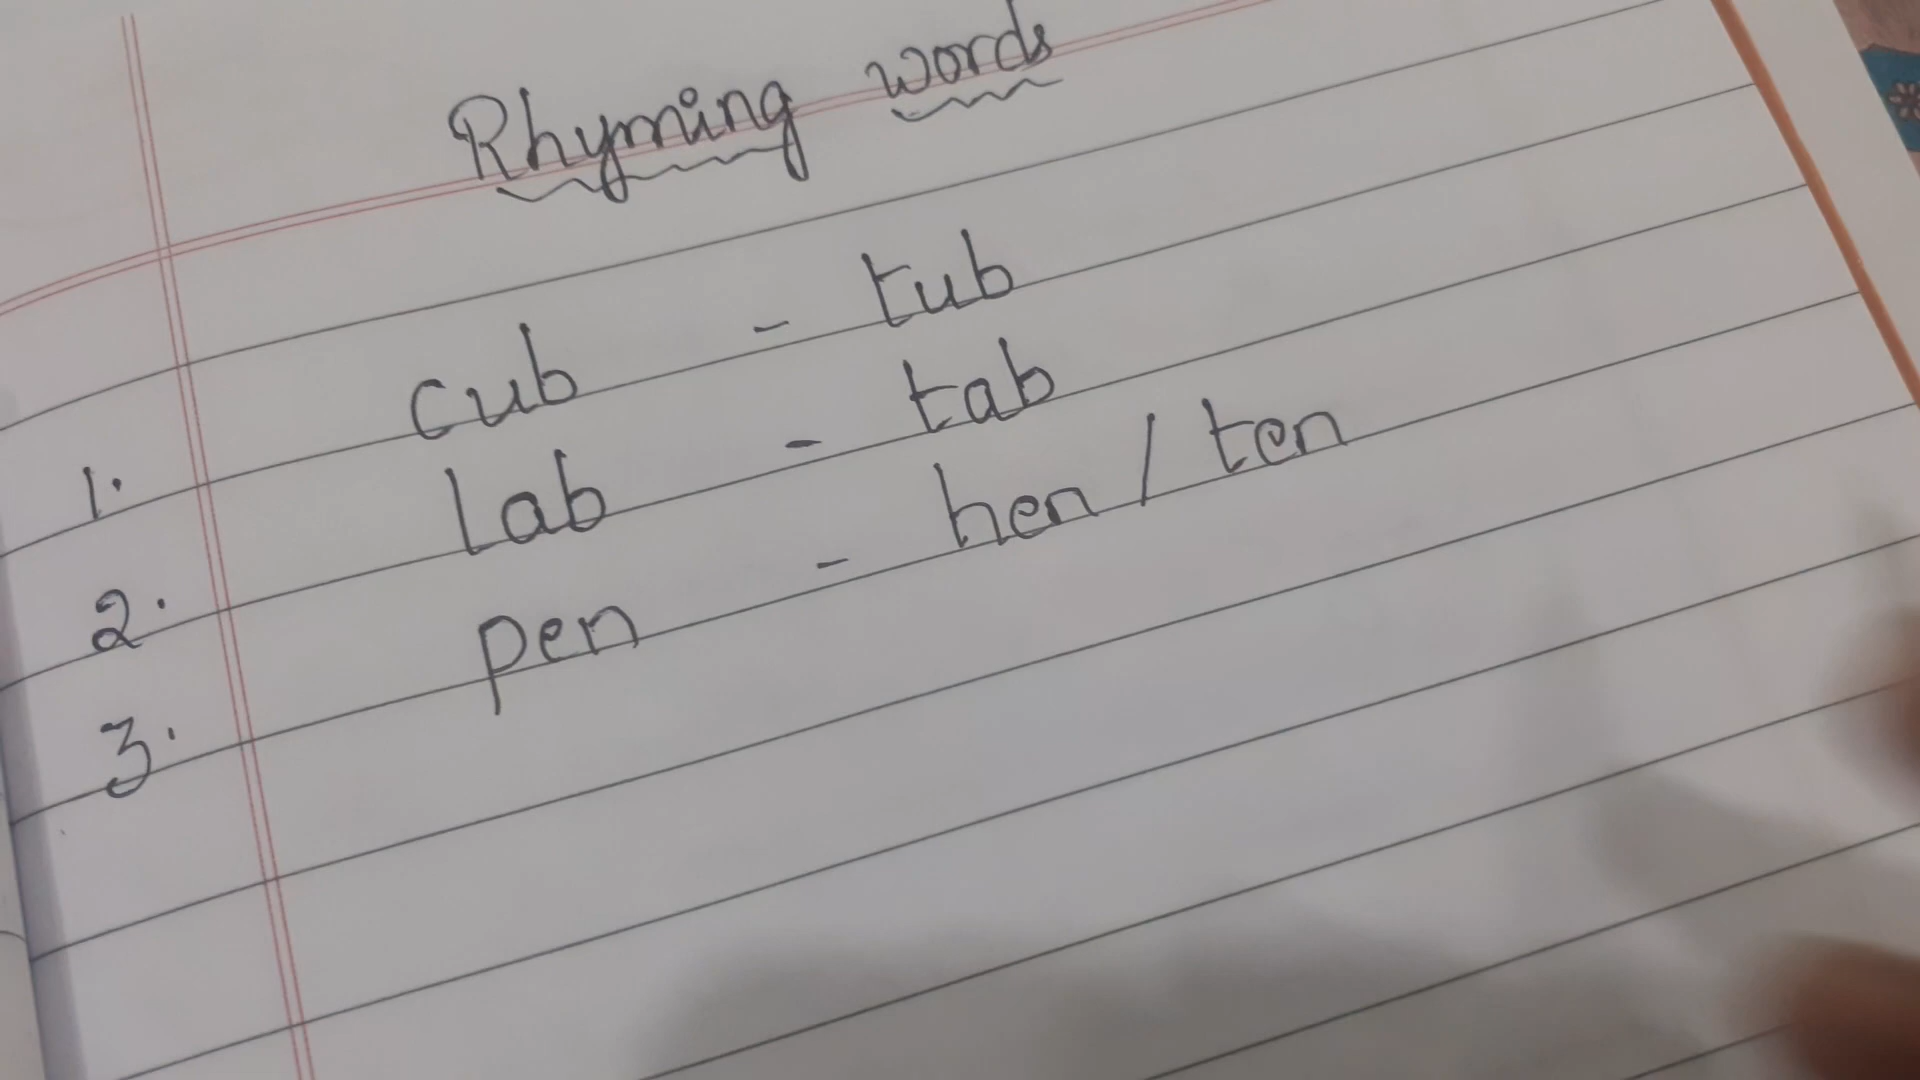 Rhyming words
1. cub - tub
2. lab - tab
3. pen - hen / ten